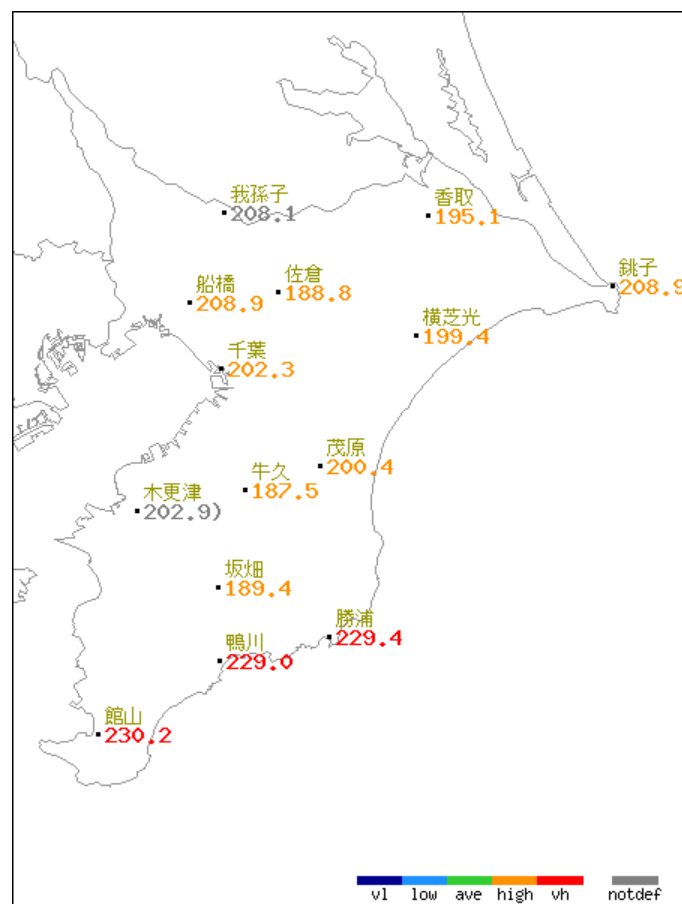 我孫子
208.1
香取
195.1
佐倉
188.8
船橋
208.9
銚子
208.9
横芝光
199.4
千葉
202.3
茂原
200.4
牛久
187.5
木更津
202.9)
坂畑
189.4
勝浦
229.4
鴨川
229.0
館山
230.2
vl low ave high vh notdef